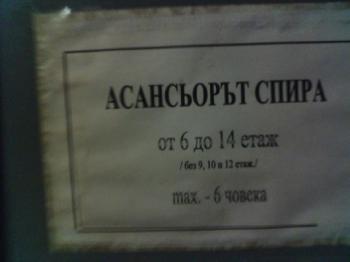 АСАНСЬОРЪТ СПИРА
от 6 до 14 етаж
/без 9, 10 и 12 етаж./
max. - 6 човека